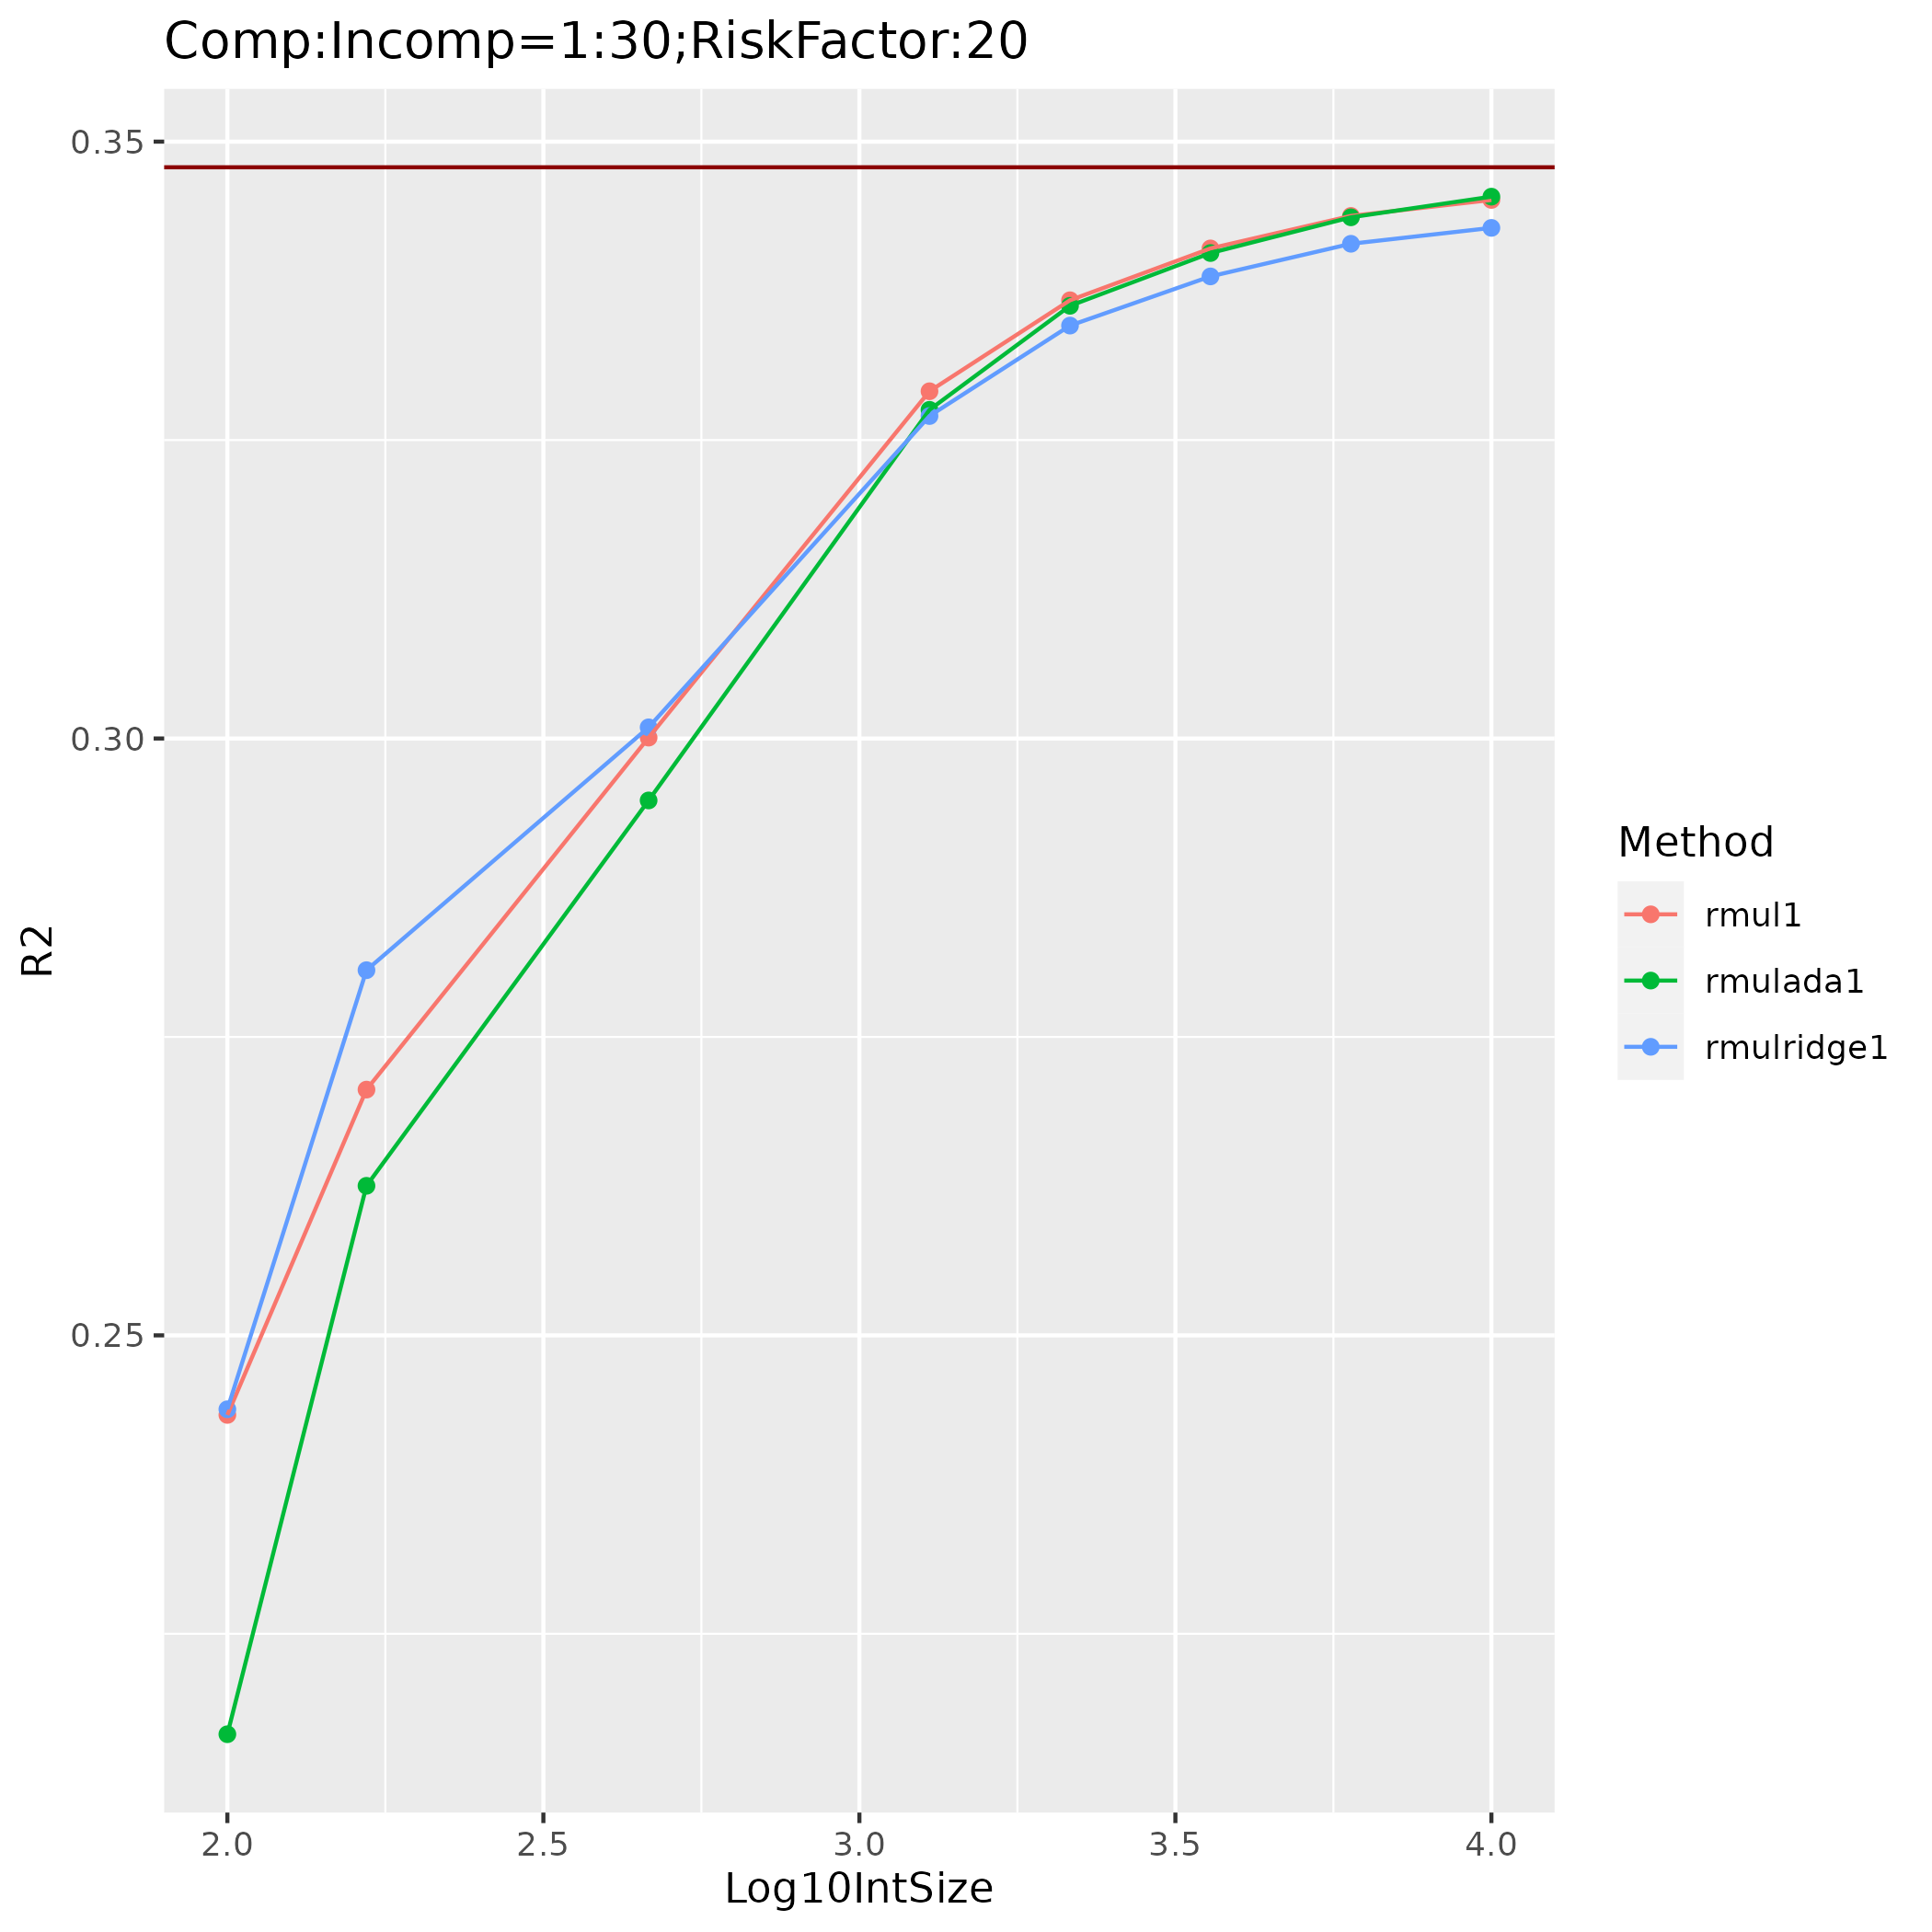 Comp:Incomp=1:30;RiskFactor:20
0.35
0.30
0.25
R2
2.0 2.5 3.0 3.5 4.0
Log10IntSize
Method
rmul1
rmulada1
rmulridge1